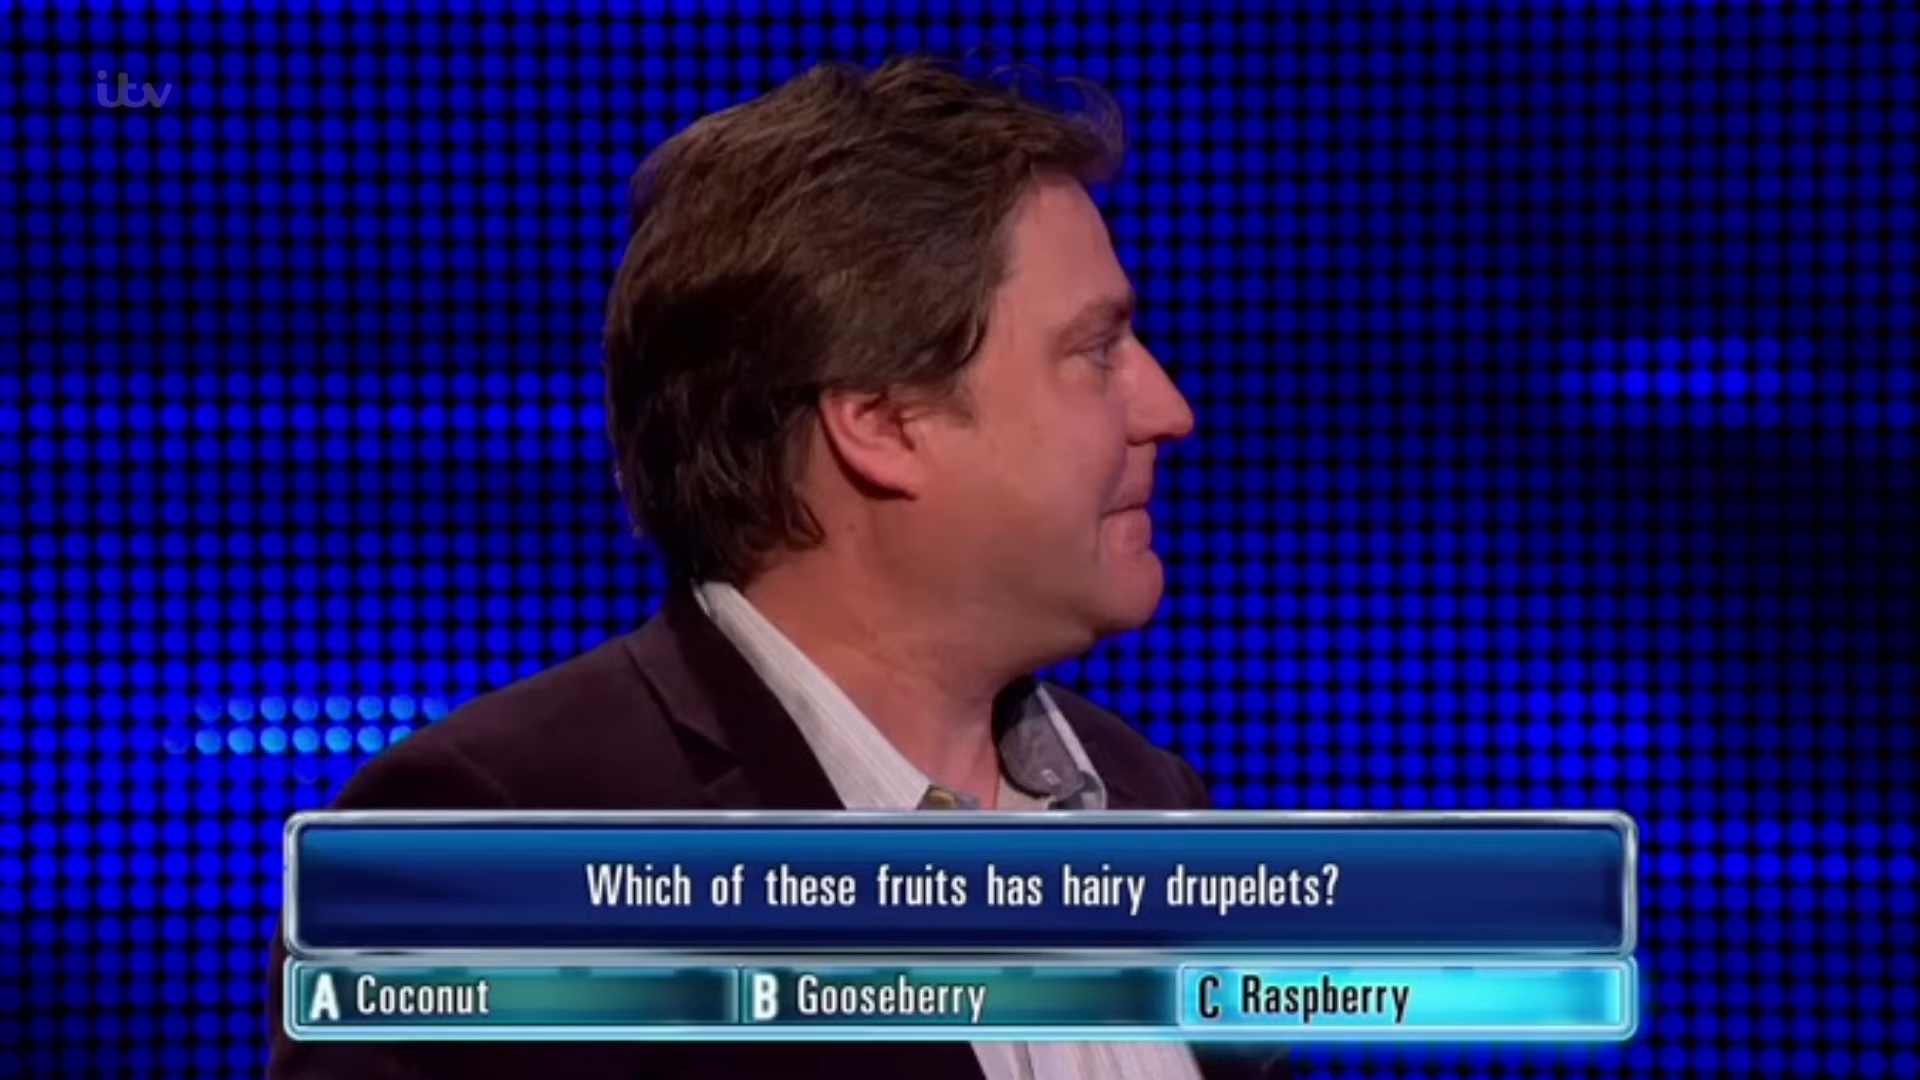 itv
Which of these fruits has hairy drupelets?
A Coconut
B Gooseberry
C Raspberry